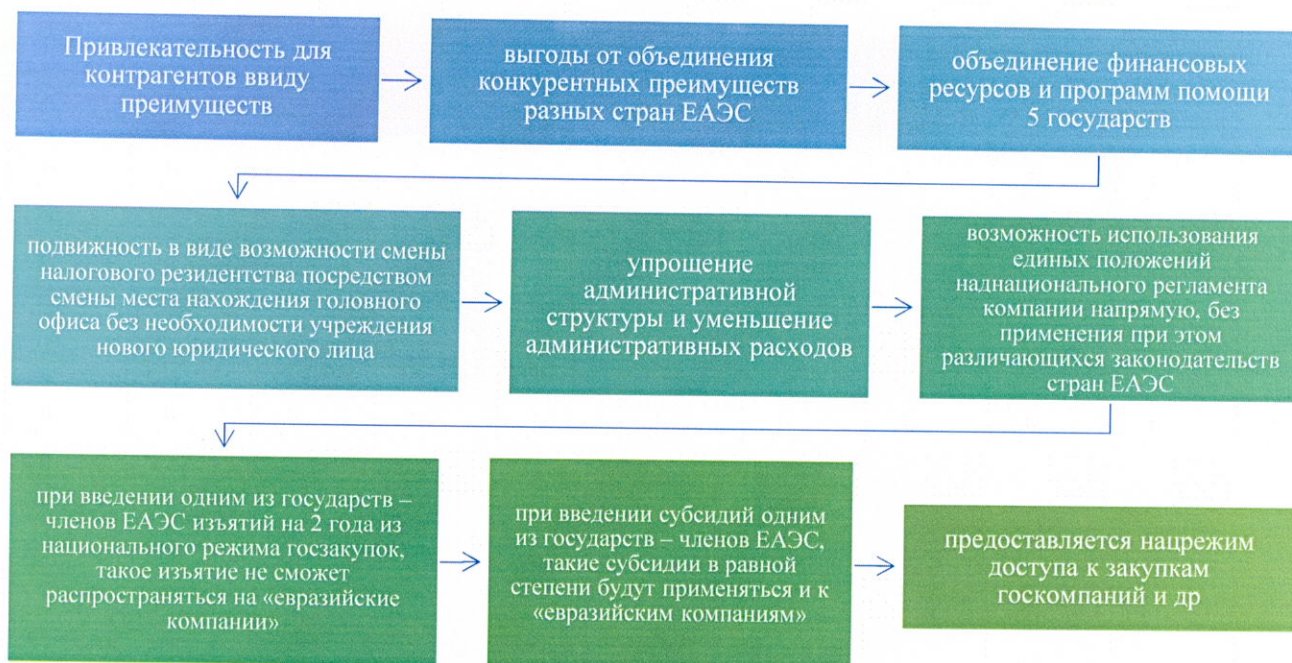 Привлекательность для
контрагентов ввиду
преимуществ
выгоды от объединения
конкурентных преимуществ
разных стран ЕАЭС
объединение финансовых
ресурсов и программ помощи
5 государств
подвижность в виде возможности смены
налогового резидентства посредством
смены места нахождения головного
офиса без необходимости учреждения
нового юридического лица
упрощение
административной
структуры и уменьшение
административных расходов
возможность использования
единых положений
наднационального регламента
компании напрямую, без
применения при этом
различающихся законодательств
стран ЕАЭС
при введении одним из государств –
членов ЕАЭС изъятий на 2 года из
национального режима госзакупок,
такое изъятие не сможет
распространяться на «евразийские
компании»
при введении субсидий одним
из государств – членов ЕАЭС,
такие субсидии в равной
степени будут применяться и к
«евразийским компаниям»
предоставляется нацрежим
доступа к закупкам
госкомпаний и др